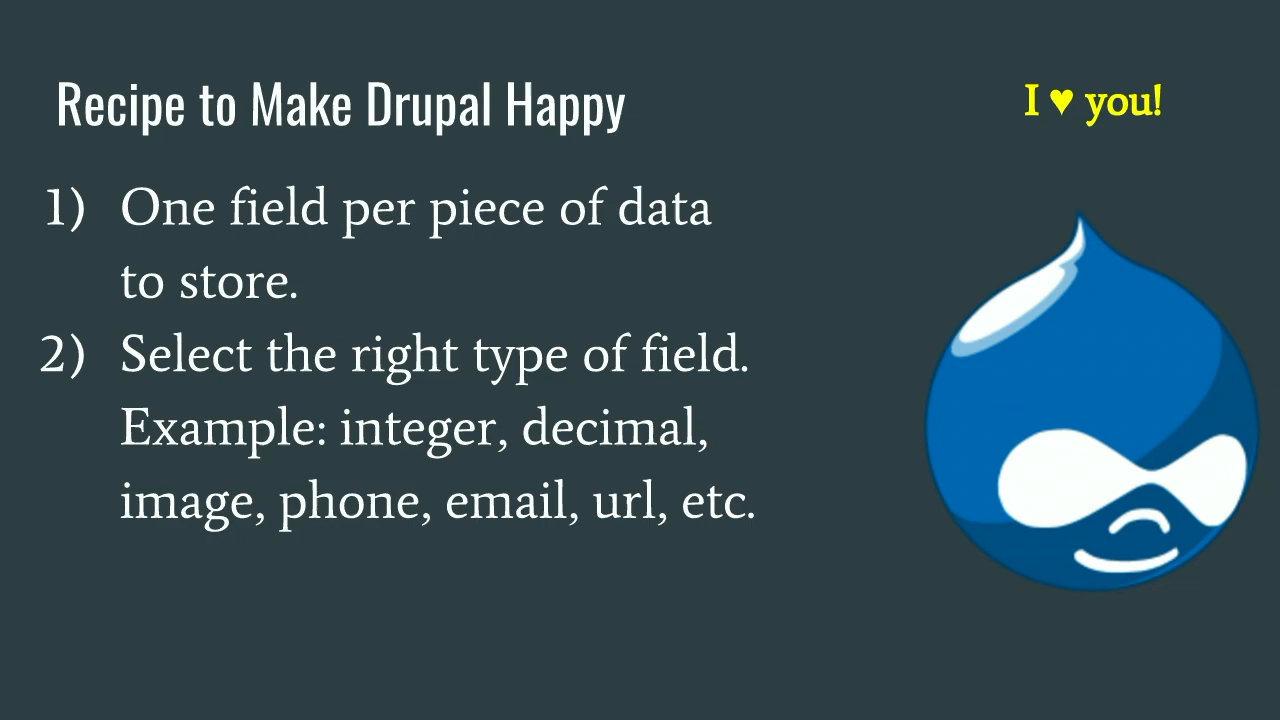 Recipe to Make Drupal Happy
I ♥ you!
1) One field per piece of data
to store.
2) Select the right type of field.
Example: integer, decimal,
image, phone, email, url, etc.